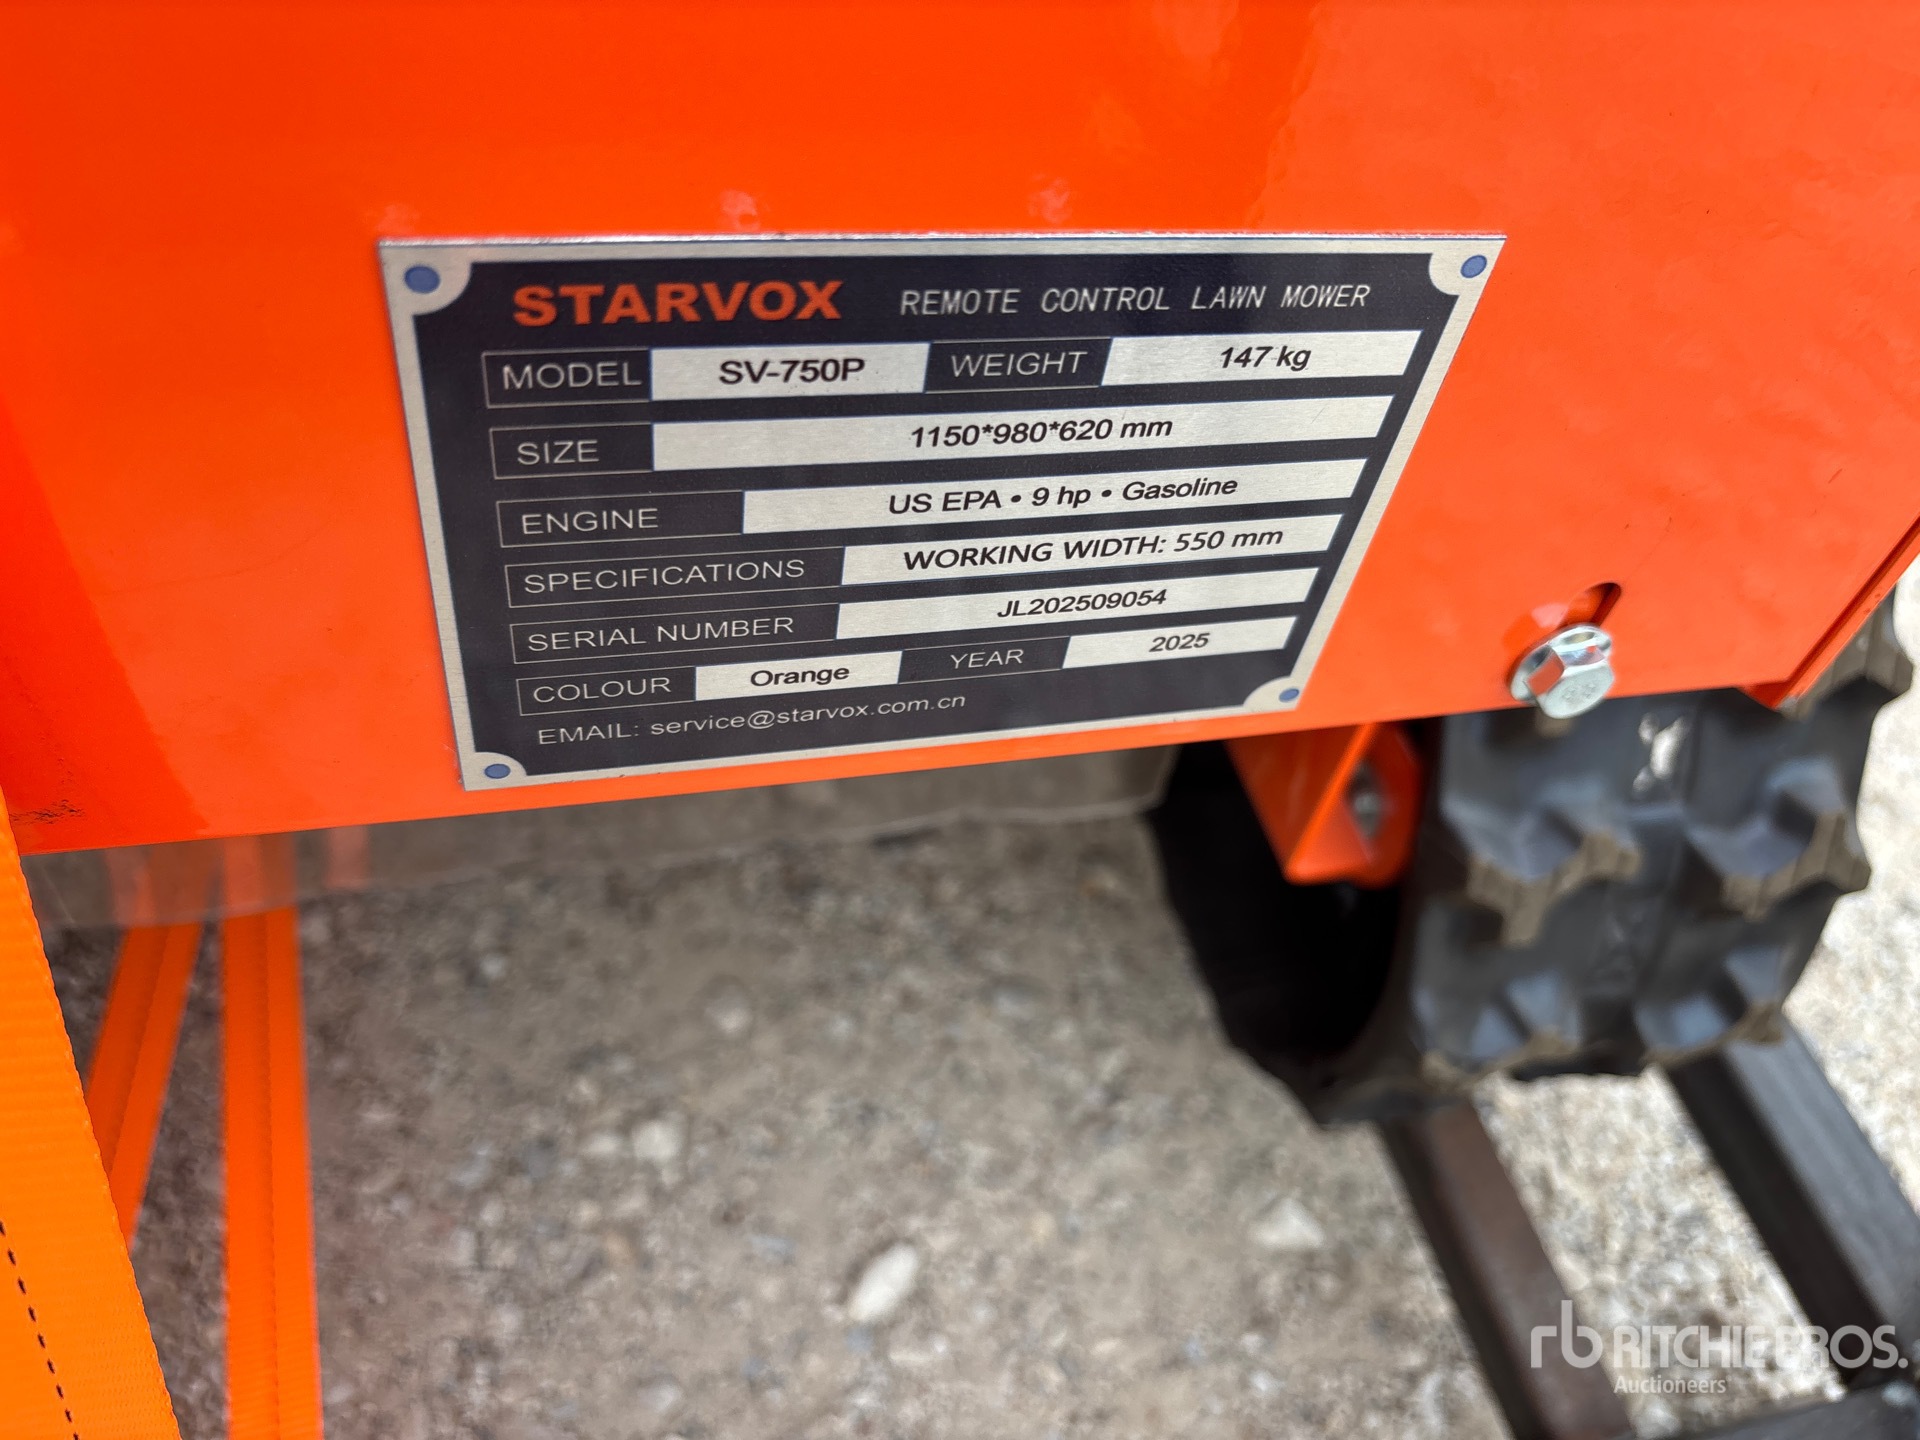 STARVOX REMOTE CONTROL LAWN MOWER
MODEL SV-750P WEIGHT 147 kg
SIZE 1150*980*620 mm
ENGINE US EPA • 9 hp • Gasoline
SPECIFICATIONS WORKING WIDTH: 550 mm
SERIAL NUMBER JL202509054
COLOUR Orange YEAR 2025
EMAIL: service@starvox.com.cn
rb RITCHIE BROS.
Auctioneers